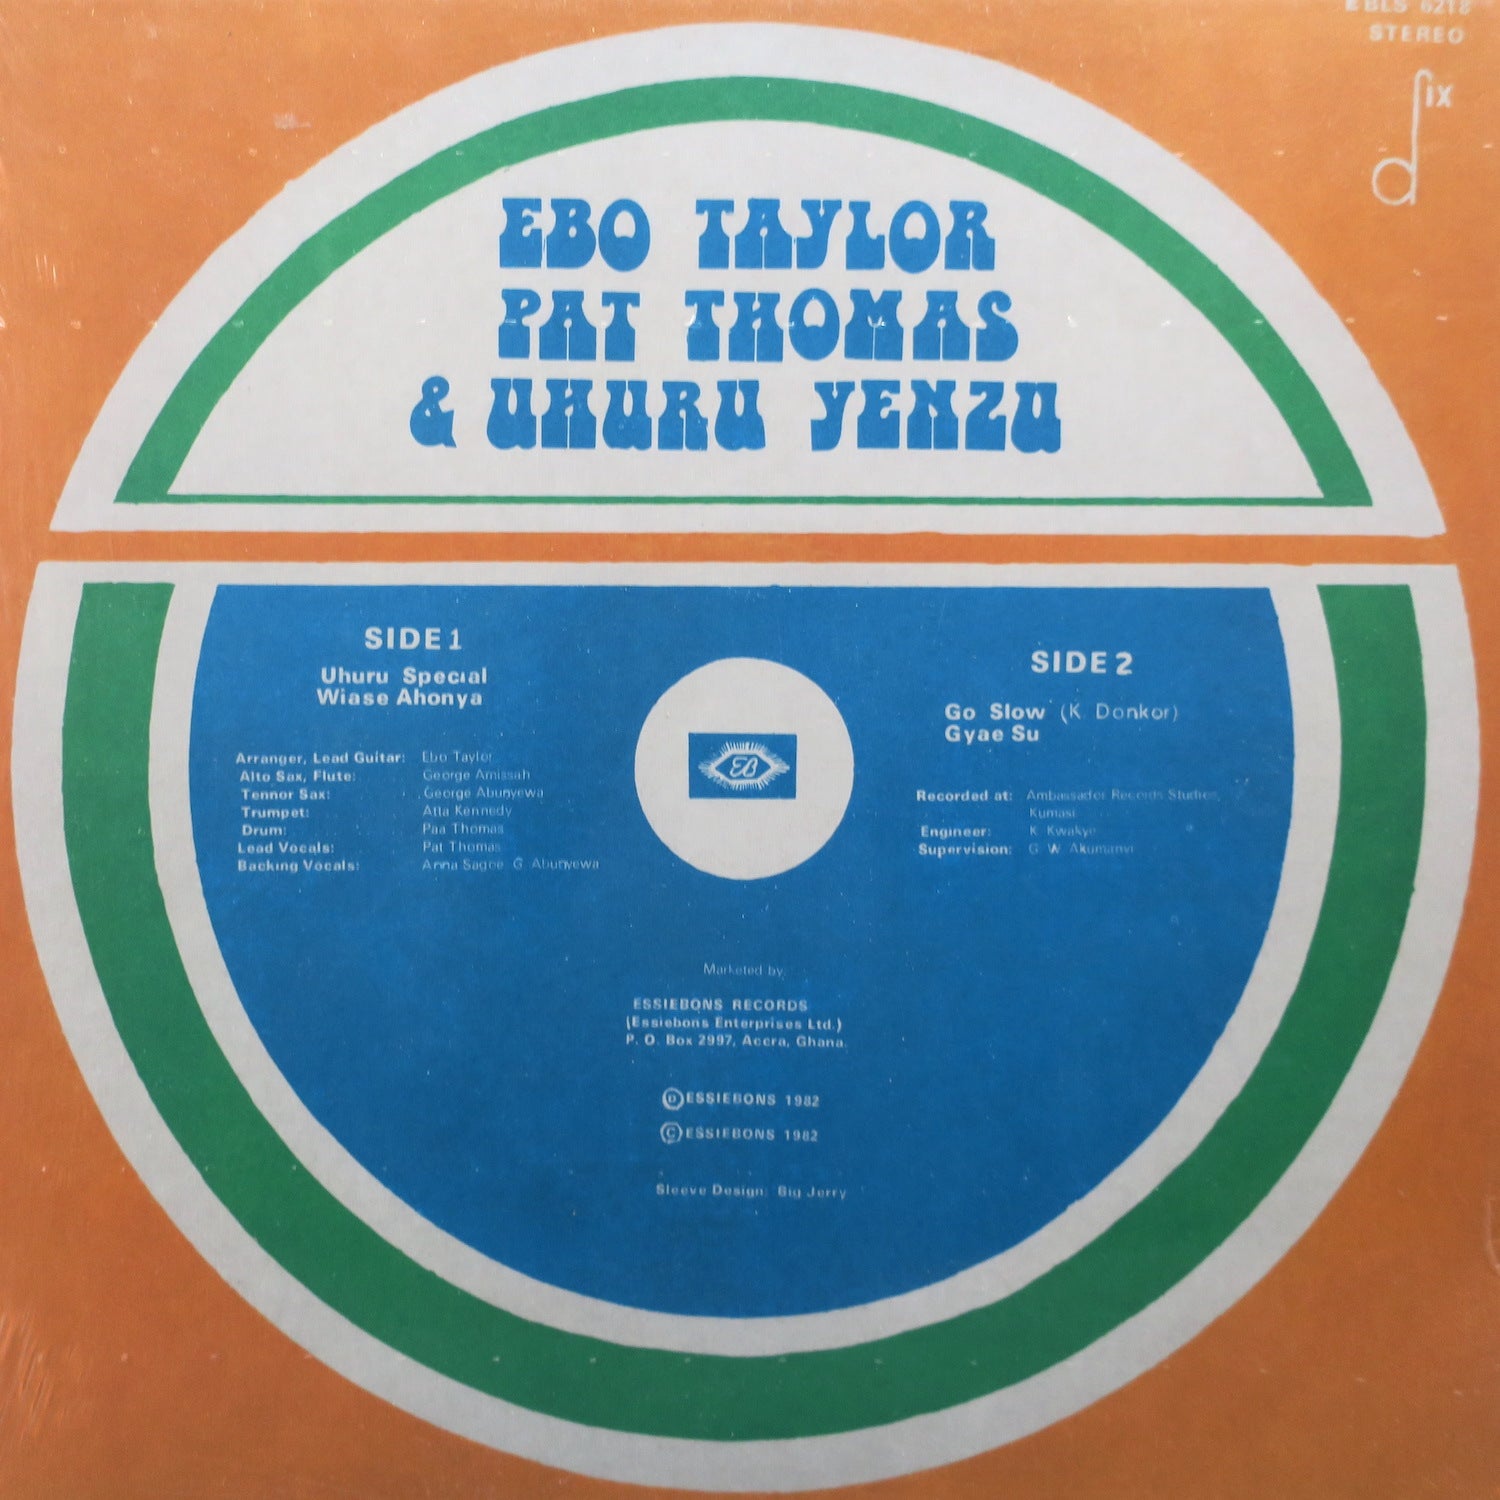 EBLS 6218
STEREO
dix
EBO TAYLOR
PAT THOMAS
& UHURU YENZU
SIDE 1
Uhuru Special
Wiase Ahonya
Arranger, Lead Guitar: Ebo Taylor
Alto Sax, Flute: George Amissah
Tennor Sax: George Abunyewa
Trumpet: Atta Kennedy
Drum: Paa Thomas
Lead Vocals: Pat Thomas
Backing Vocals: Anna Sagoe G. Abunyewa
EB
SIDE 2
Go Slow (K. Donkor)
Gyae Su
Recorded at: Ambassador Records Studios,
Kumasi
Engineer: K. Kwakye
Supervision: G. W. Akumanyi
Marketed by,
ESSIEBONS RECORDS
(Essiebons Enterprises Ltd.)
P. O. Box 2997, Accra, Ghana.
Ⓟ ESSIEBONS 1982
© ESSIEBONS 1982
Sleeve Design: Big Jerry